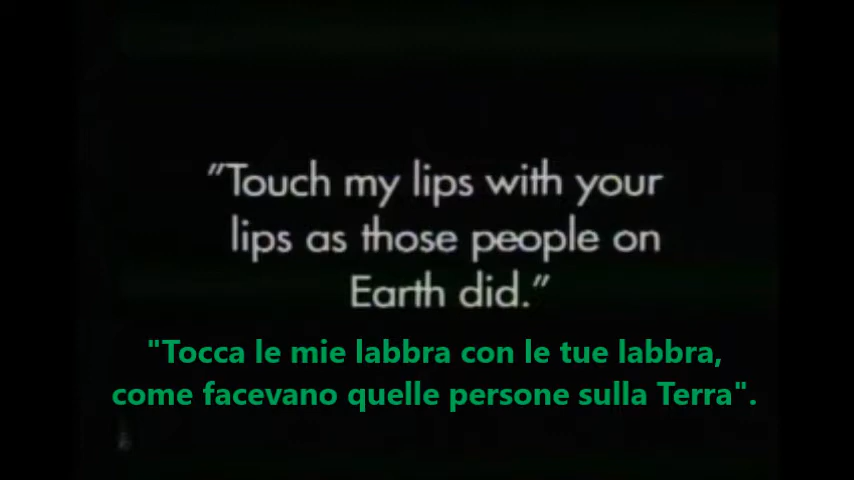 "Touch my lips with your
lips as those people on
Earth did."
"Tocca le mie labbra con le tue labbra,
come facevano quelle persone sulla Terra".